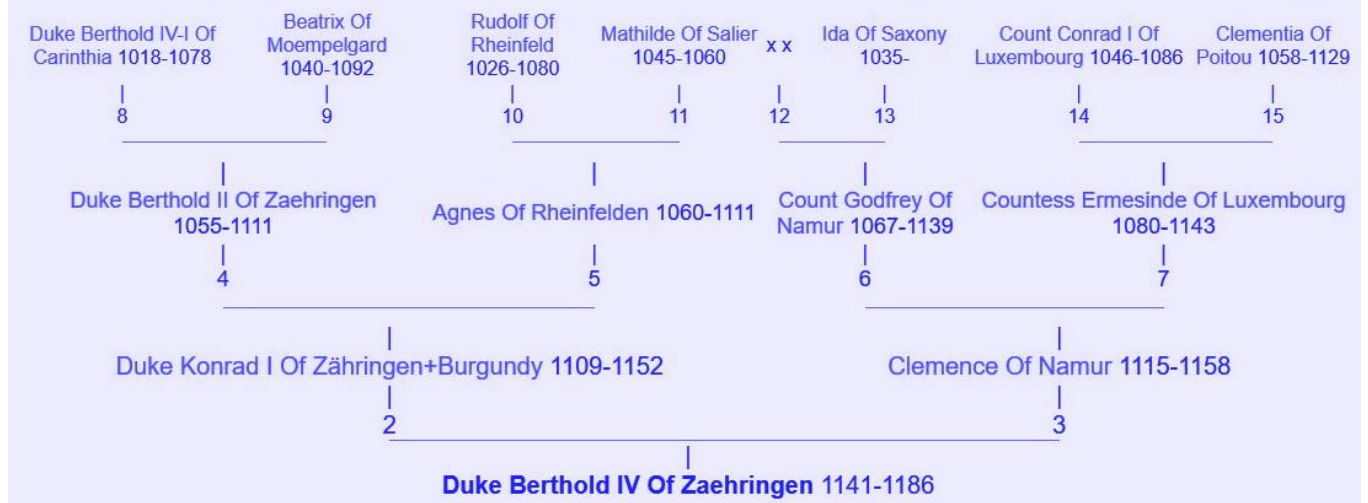 Duke Berthold IV-I Of
Carinthia 1018-1078
Beatrix Of
Moempelgard
1040-1092
Rudolf Of
Rheinfeld
1026-1080
Mathilde Of Salier
1045-1060
x x
Ida Of Saxony
1035-
Count Conrad I Of
Luxembourg 1046-1086
Clementia Of
Poitou 1058-1129
8
9
10
11
12
13
14
15
Duke Berthold II Of Zaehringen
1055-1111
Agnes Of Rheinfelden 1060-1111
Count Godfrey Of
Namur 1067-1139
Countess Ermesinde Of Luxembourg
1080-1143
4
5
6
7
Duke Konrad I Of Zähringen+Burgundy 1109-1152
Clemence Of Namur 1115-1158
2
3
Duke Berthold IV Of Zaehringen 1141-1186